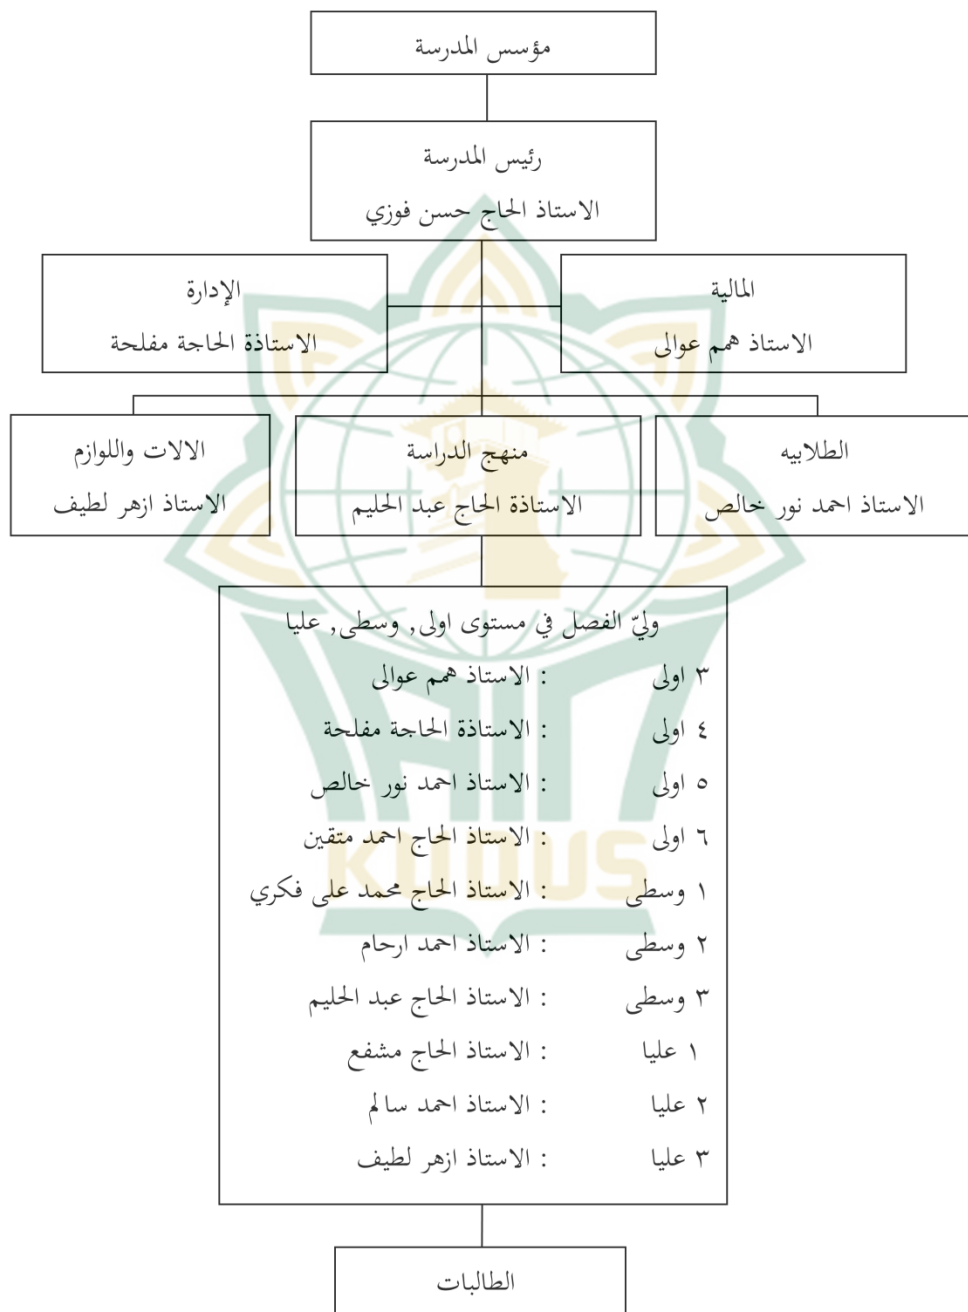 مؤسس المدرسة
رئيس المدرسة
الاستاذ الحاج حسن فوزي
المالية
الاستاذ همم عوالى
الإدارة
الاستاذة الحاجة مفلحة
الطلابيه
الاستاذ احمد نور خالص
منهج الدراسة
الاستاذة الحاج عبد الحليم
الالات واللوازم
الاستاذ ازهر لطيف
وليّ الفصل في مستوى اولى, وسطى, عليا
٣ اولى : الاستاذ همم عوالى
٤ اولى : الاستاذة الحاجة مفلحة
٥ اولى : الاستاذ احمد نور خالص
٦ اولى : الاستاذ الحاج احمد متقين
١ وسطى : الاستاذ الحاج محمد على فكري
٢ وسطى : الاستاذ احمد ارحام
٣ وسطى : الاستاذ الحاج عبد الحليم
١ عليا : الاستاذ الحاج مشفع
٢ عليا : الاستاذ احمد سالم
٣ عليا : الاستاذ ازهر لطيف
الطالبات
KUDUS